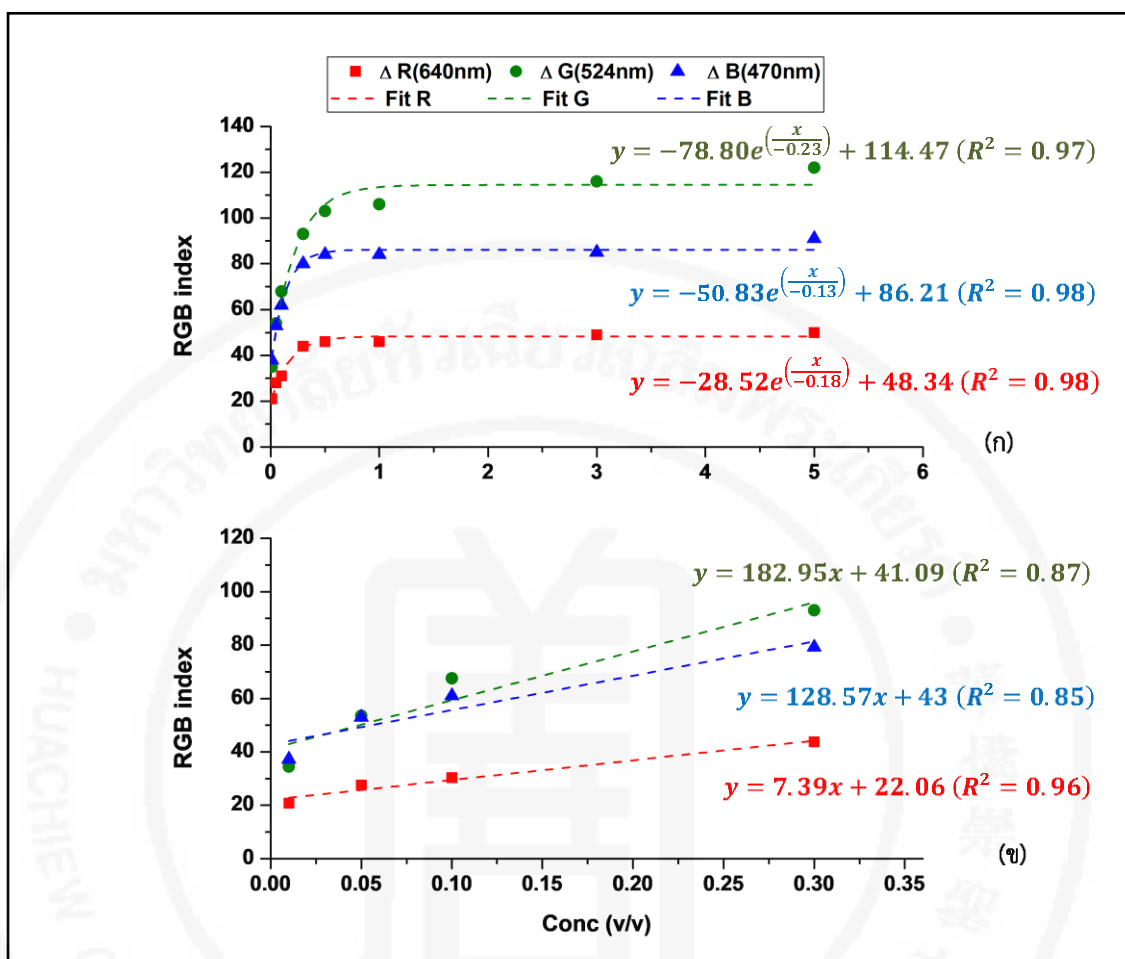 Δ R(640nm) Δ G(524nm) Δ B(470nm)
Fit R Fit G Fit B
RGB index
140
120
100
80
60
40
20
0
0 1 2 3 4 5 6
y = −78.80e^(x/−0.23) + 114.47 (R² = 0.97)
y = −50.83e^(x/−0.13) + 86.21 (R² = 0.98)
y = −28.52e^(x/−0.18) + 48.34 (R² = 0.98)
(ก)
RGB index
120
100
80
60
40
20
0
0.00 0.05 0.10 0.15 0.20 0.25 0.30 0.35
Conc (v/v)
y = 182.95x + 41.09 (R² = 0.87)
y = 128.57x + 43 (R² = 0.85)
y = 7.39x + 22.06 (R² = 0.96)
(ข)
HUACHIEW